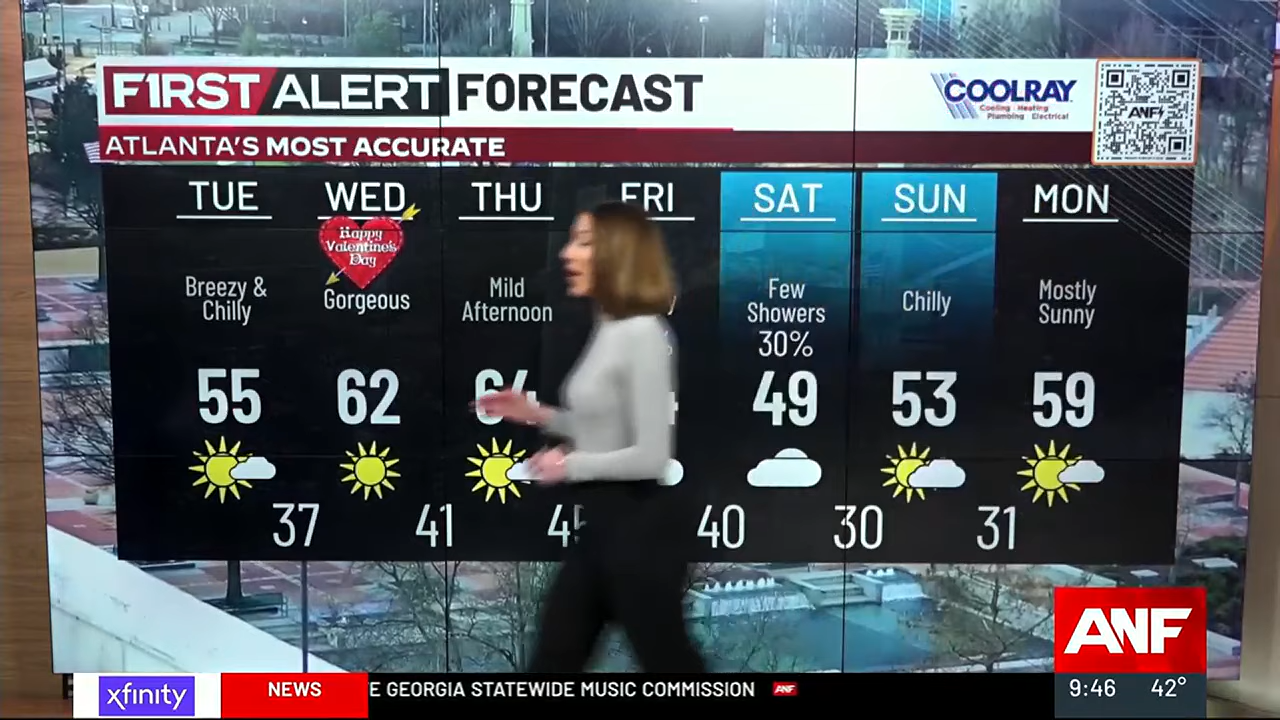 F1RST ALERT FORECAST
COOLRAY
Cooling Heating
Plumbing Electrical
ANF
ATLANTA'S MOST ACCURATE
TUE WED THU FRI SAT SUN MON
Happy
Valentine's
Day
Breezy &
Chilly
Gorgeous
Mild
Afternoon
Few
Showers
30%
Chilly
Mostly
Sunny
55 62 64 49 53 59
37 41 45 40 30 31
ANF
xfinity
NEWS
E GEORGIA STATEWIDE MUSIC COMMISSION
ANF
9:46 42°